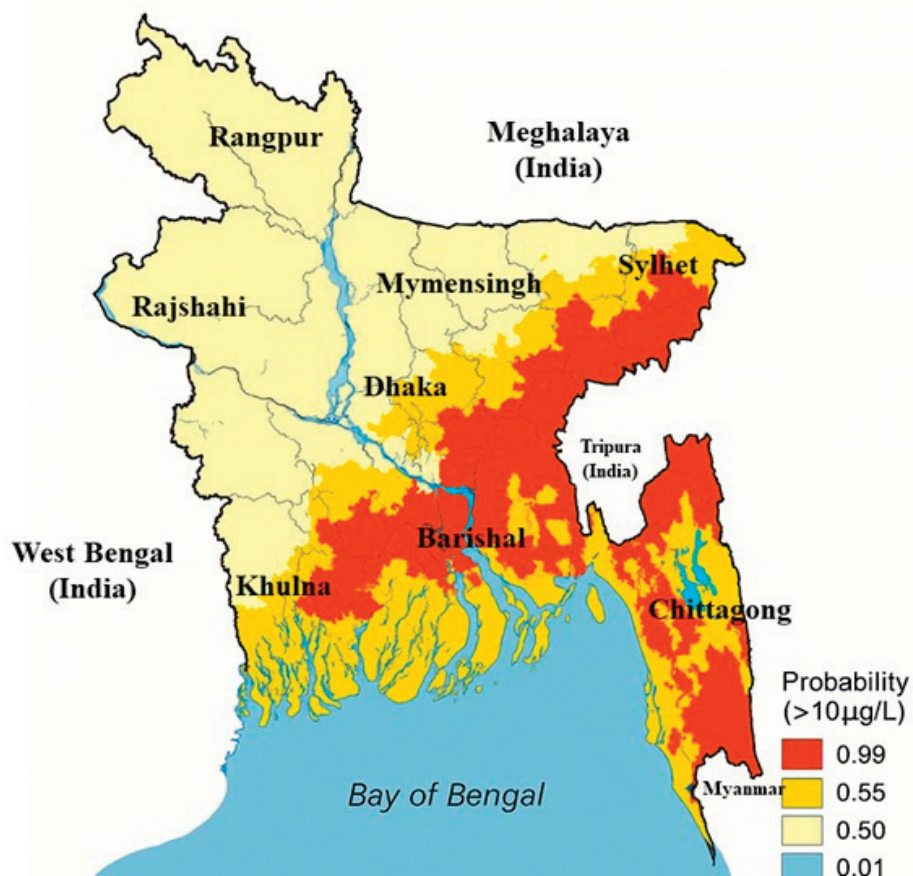 Rangpur
Meghalaya
(India)
Mymensingh
Sylhet
Rajshahi
Dhaka
Tripura
(India)
West Bengal
(India)
Barishal
Khulna
Chittagong
Probability
(>10µg/L)
0.99
Myanmar
0.55
Bay of Bengal
0.50
0.01